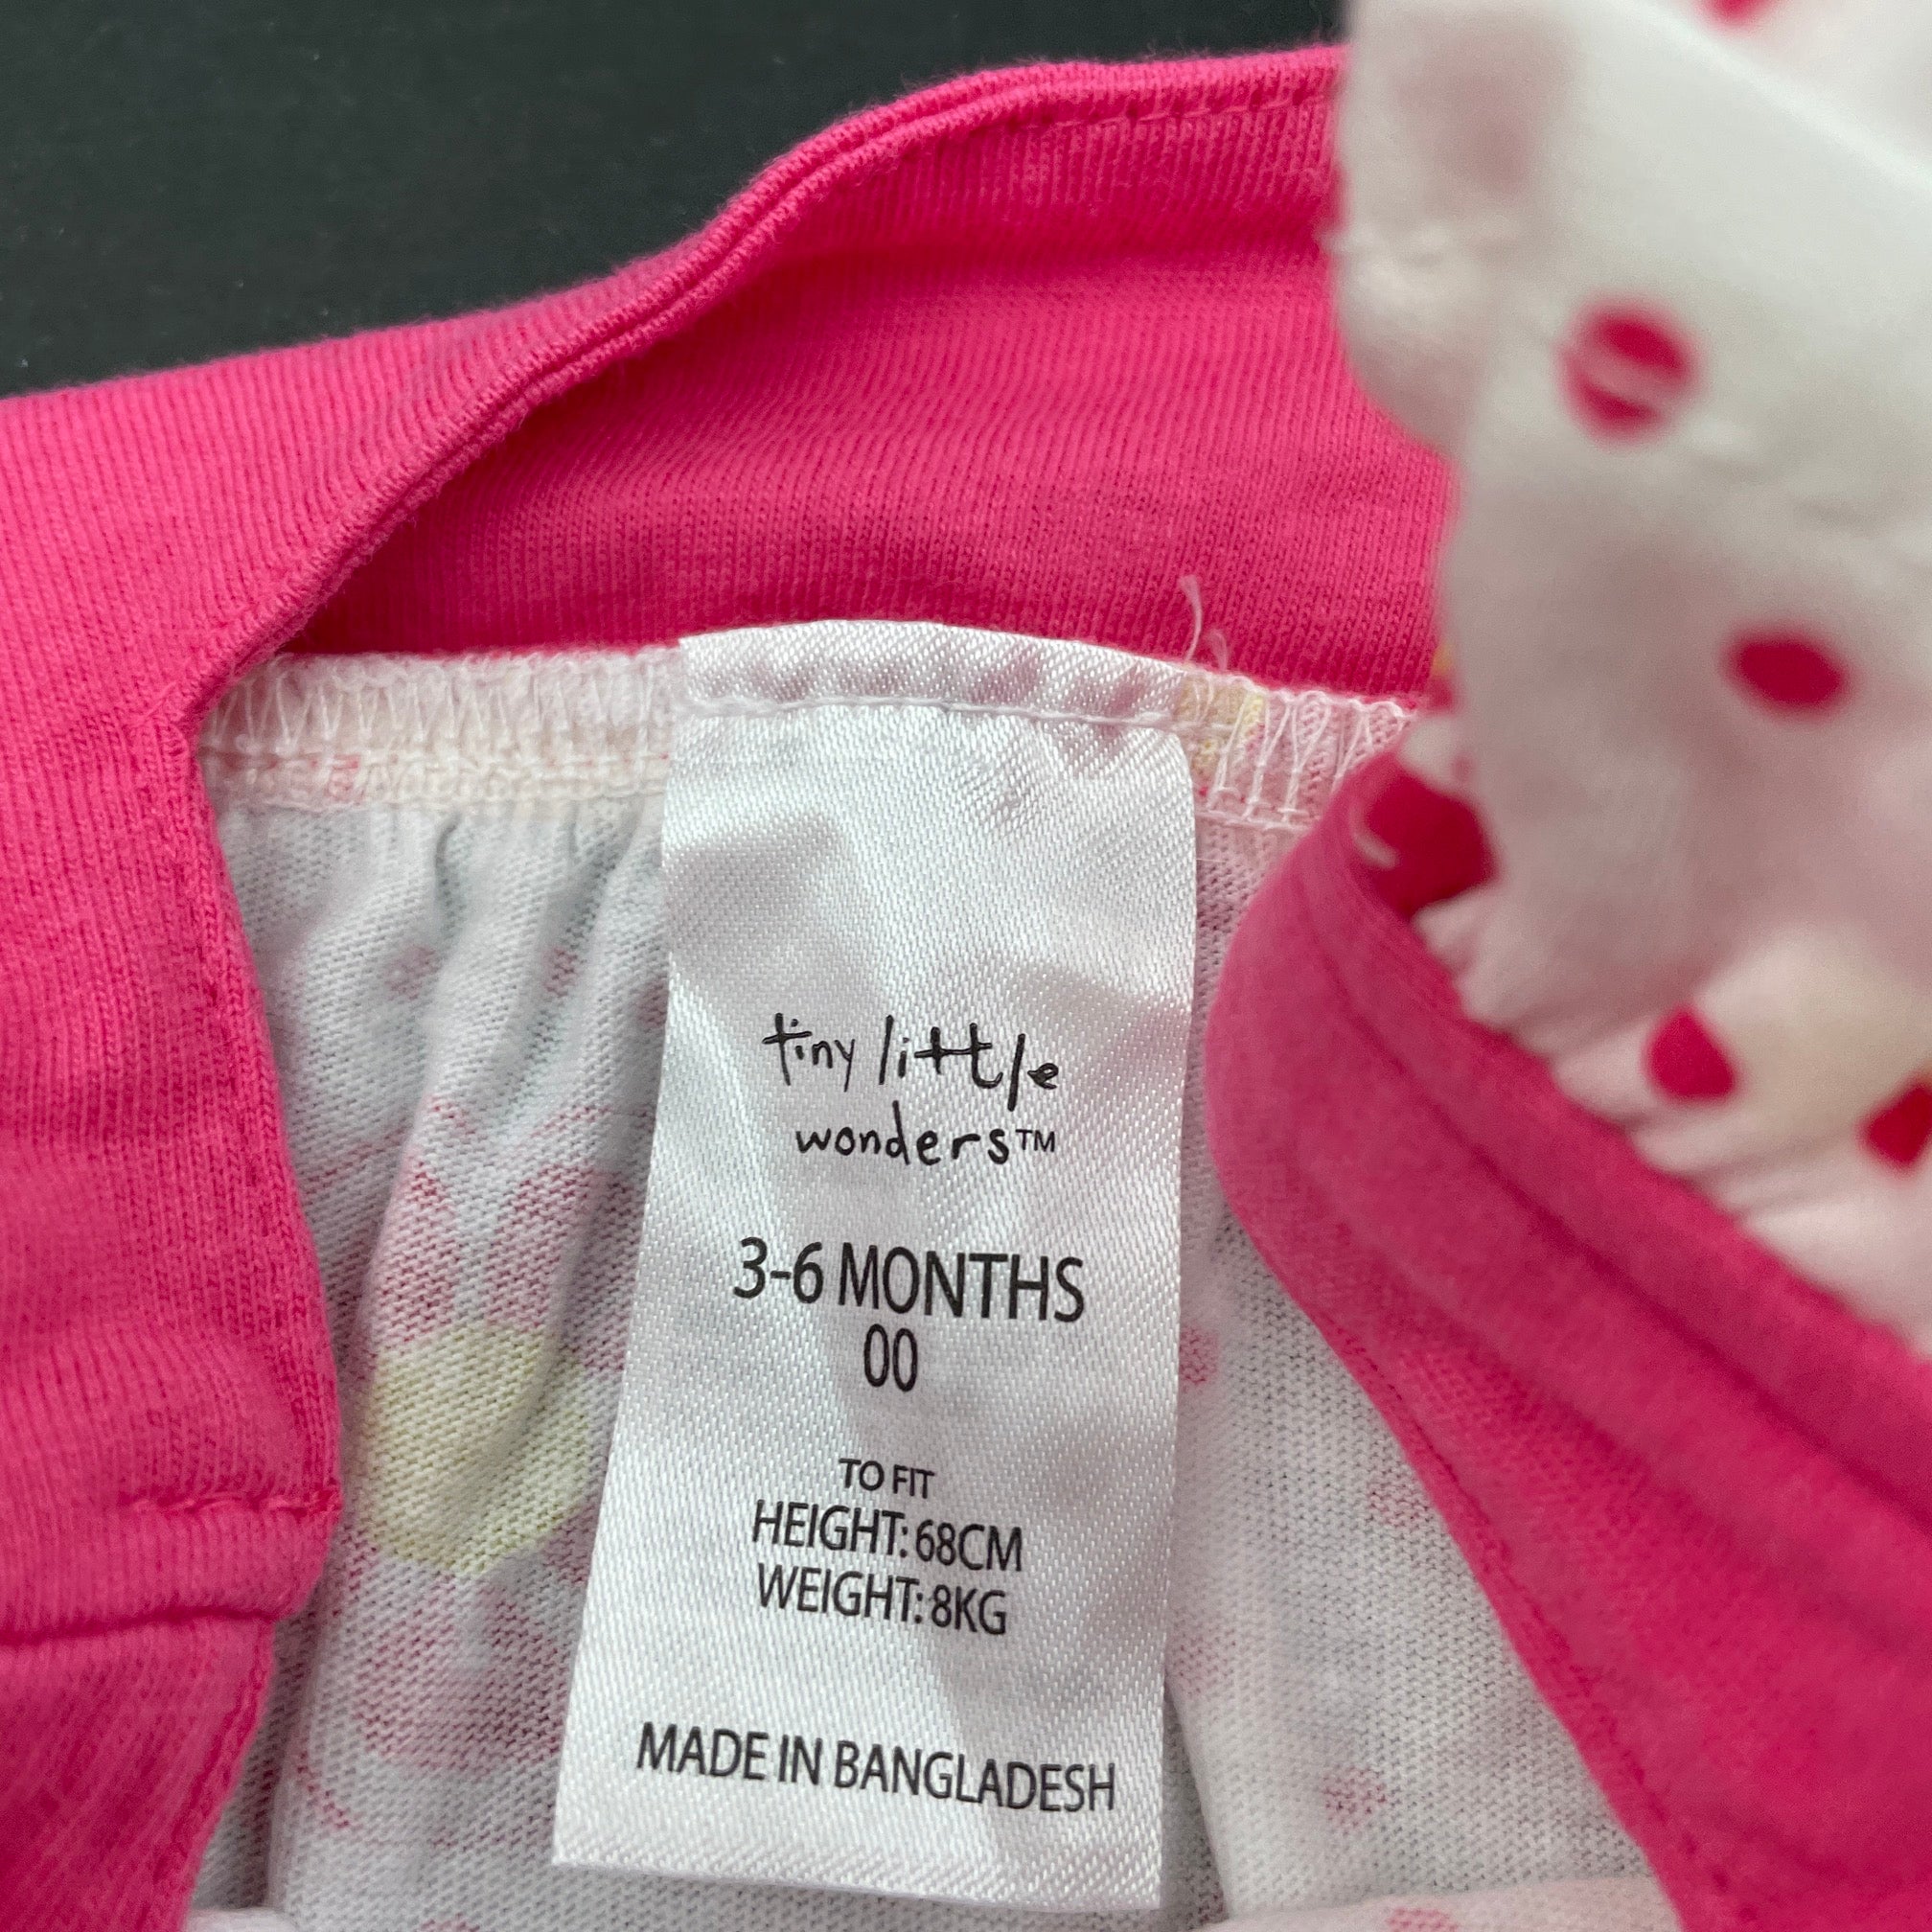 tiny little
wonders™
3-6 MONTHS
00
TO FIT
HEIGHT: 68CM
WEIGHT: 8KG
MADE IN BANGLADESH